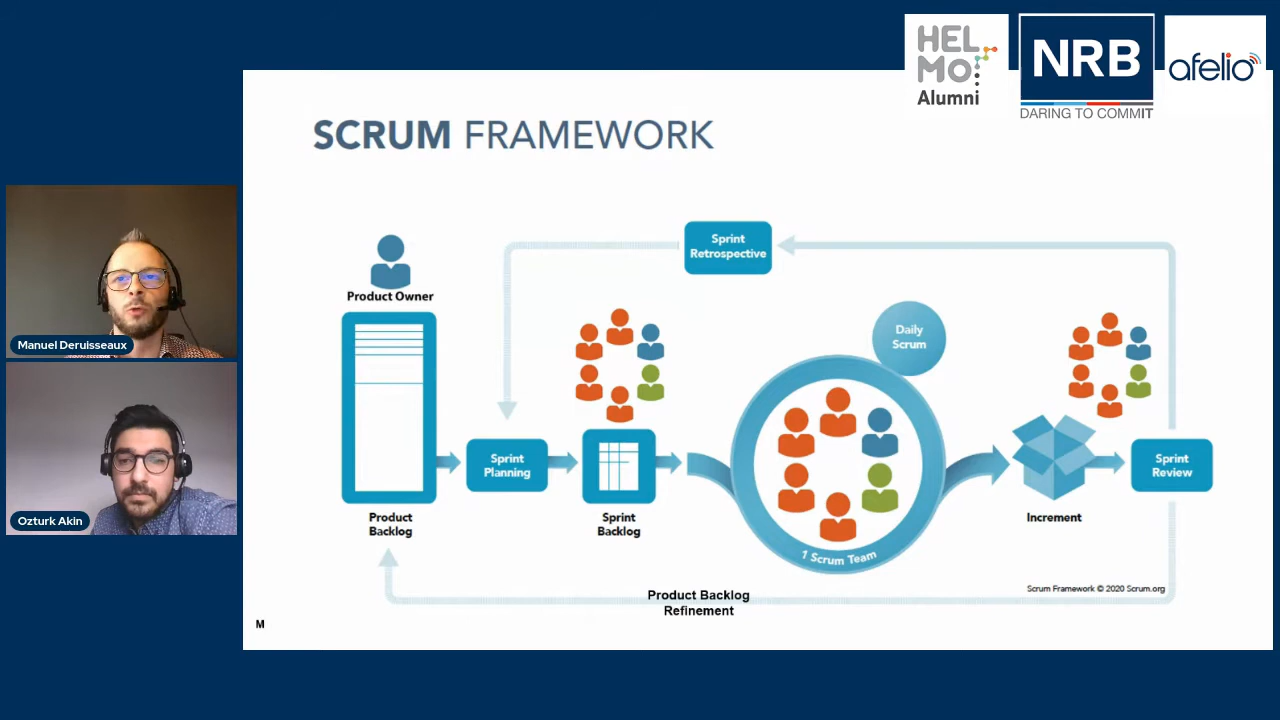 HEL
MO
Alumni
NRB
DARING TO COMMIT
afelio
SCRUM FRAMEWORK
Sprint
Retrospective
Product Owner
Daily
Scrum
Sprint
Planning
Sprint
Review
Product
Backlog
Sprint
Backlog
1 Scrum Team
Increment
Scrum Framework © 2020 Scrum.org
Product Backlog
Refinement
M
Manuel Deruisseaux
Ozturk Akin